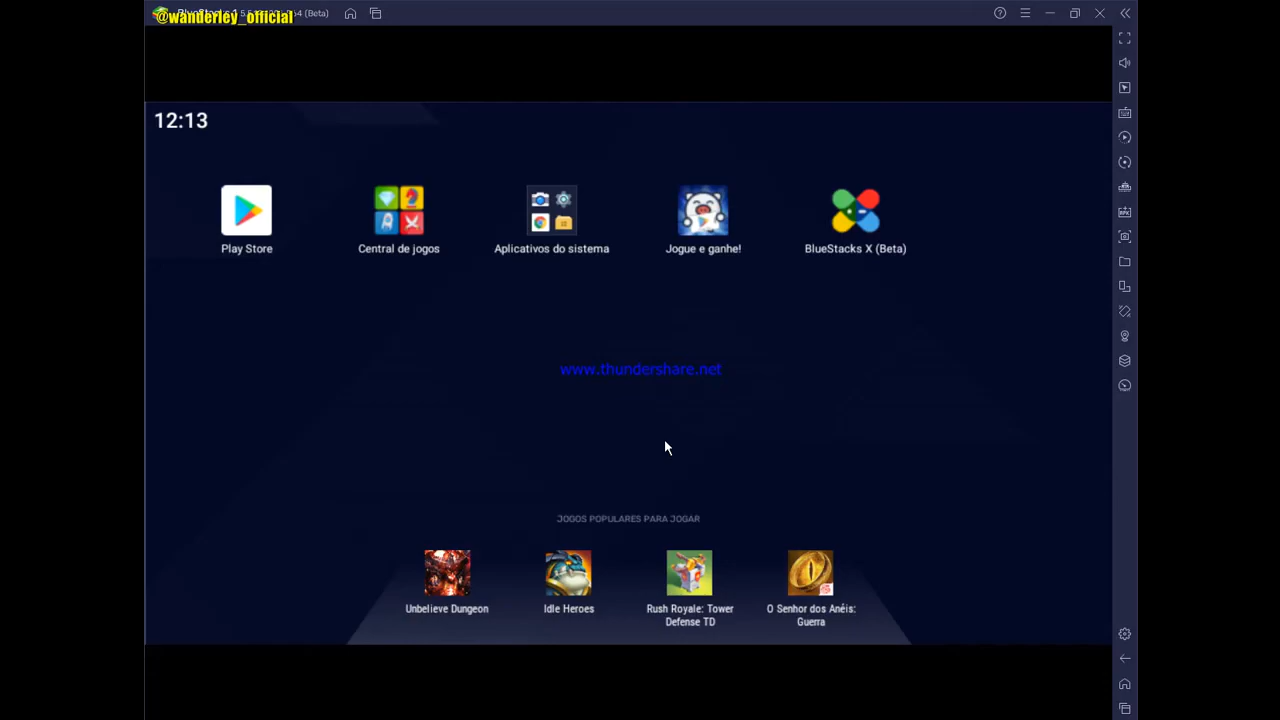 @wanderley_official
(Beta)
12:13
Play Store
Central de jogos
Aplicativos do sistema
Jogue e ganhe!
BlueStacks X (Beta)
www.thundershare.net
JOGOS POPULARES PARA JOGAR
Unbelieve Dungeon
Idle Heroes
Rush Royale: Tower
Defense TD
O Senhor dos Anéis:
Guerra